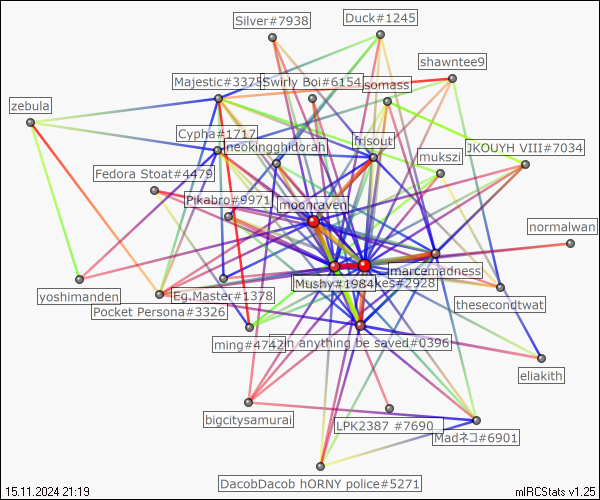 Silver#7938
Duck#1245
shawntee9
Majestic#3375
Swirly Boi#6154
somass
zebula
Cypha#1717
neokingghidorah
frisout
mukszi
JKOUYH VIII#7034
Fedora Stoat#4479
Pikabro#9971
moonraven
normalwan
marcemadness
Mushy#1984
kes#2928
yoshimanden
Eg.Master#1378
Pocket Persona#3326
thesecondtwat
ming#4742
n anything be saved#0396
eliakith
bigcitysamurai
LPK2387 #7690
Madネコ#6901
DacobDacob hORNY police#5271
15.11.2024 21:19
mIRCStats v1.25